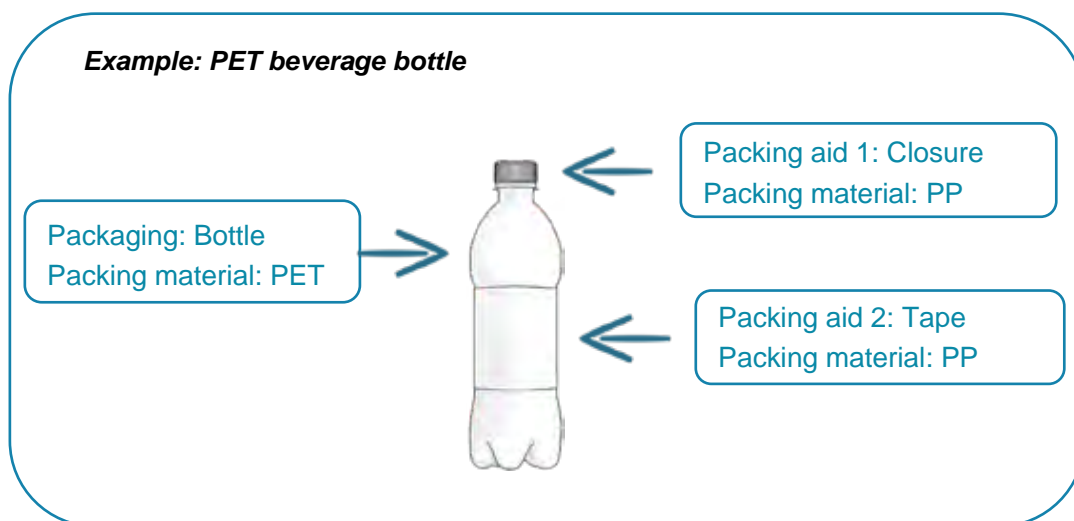 Example: PET beverage bottle
Packing aid 1: Closure
Packing material: PP
Packaging: Bottle
Packing material: PET
Packing aid 2: Tape
Packing material: PP